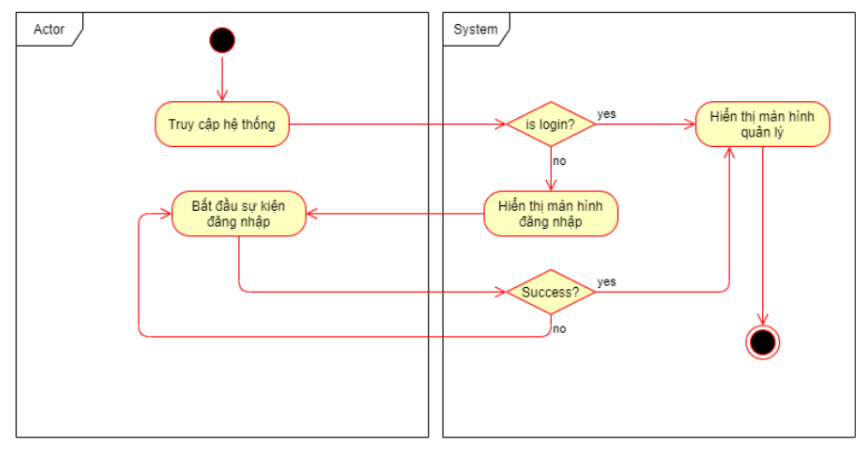 Actor
System
Truy cập hệ thống
is login?
yes
Hiển thị màn hình
quản lý
no
Bắt đầu sự kiện
đăng nhập
Hiển thị màn hình
đăng nhập
Success?
yes
no